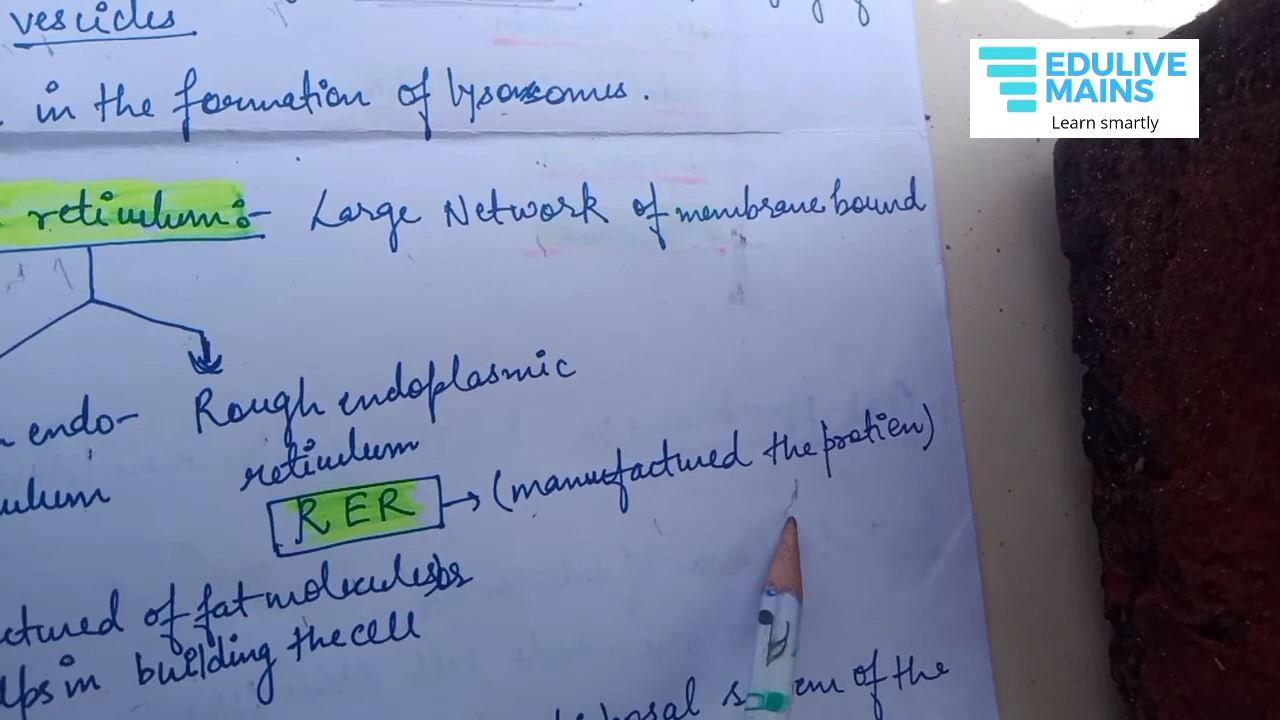 vesicles
EDULIVE
MAINS
Learn smartly
in the formation of lysosomes.
reticulum:- Large Network of membrane bound
endo- Rough endoplasmic
reticulum
RER → (manufactured the protien)
ctured of fat molecules
lps in building the cell
posal of the